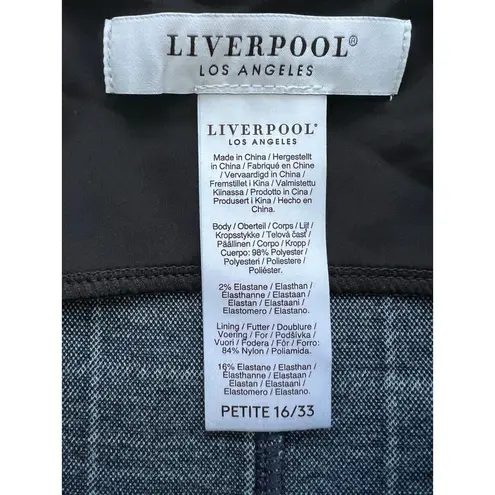 LIVERPOOL®
LOS ANGELES
LIVERPOOL®
LOS ANGELES
Made in China / Hergestellt
in China / Fabriqué en Chine
/ Vervaardigd in China /
Fremstillet i Kina / Valmistettu
Kiinassa / Prodotto in Cina /
Produsert i Kina / Hecho en
China.
Body / Oberteil / Corps / Lijf/
Kropsstykke / Telová časť /
Päällinen / Corpo / Kropp /
Cuerpo: 98% Polyester /
Polyesteri / Poliestere /
Poliéster.
2% Elastane / Elasthan /
Élasthanne / Elastaan /
Elastan / Elastaani /
Elastomero / Elastano.
Lining / Futter / Doublure /
Voering / For / Podšívka /
Vuori / Fodera / Fôr / Forro:
84% Nylon / Poliamida.
16% Elastane / Elasthan /
Élasthanne / Elastaan /
Elastan / Elastaani /
Elastomero / Elastano.
PETITE 16/33